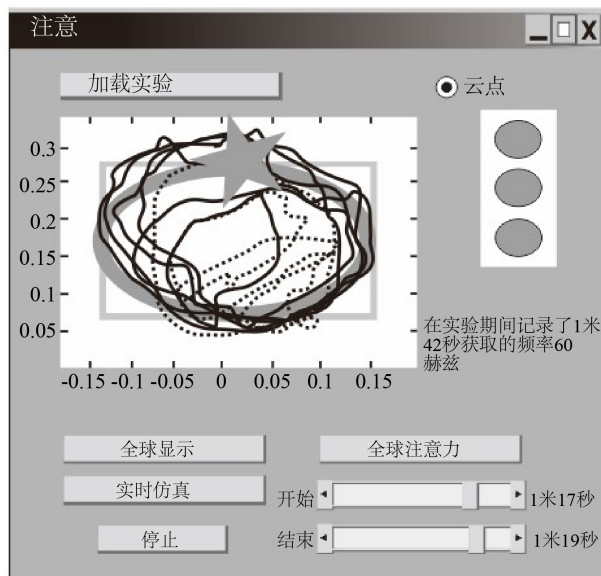 注意
加载实验
云点
0.3
0.25
0.2
0.15
0.1
0.05
-0.15 -0.1 -0.05 0 0.05 0.1 0.15
在实验期间记录了1米
42秒获取的频率60
赫兹
全球显示
全球注意力
实时仿真
开始
1米17秒
停止
结束
1米19秒